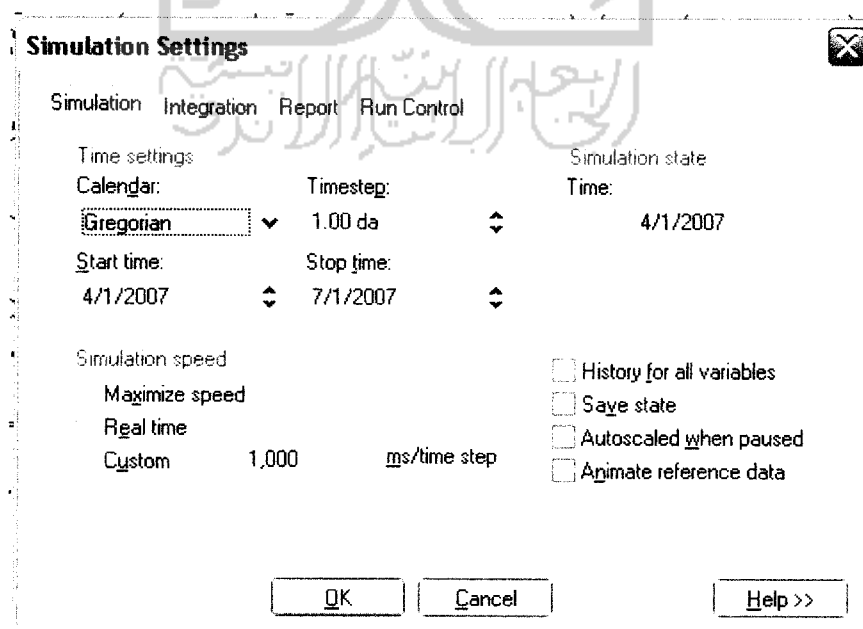 Simulation Settings
Simulation Integration Report Run Control
Time settings Simulation state
Calendar: Timestep: Time:
Gregorian 1.00 da 4/1/2007
Start time: Stop time:
4/1/2007 7/1/2007
Simulation speed
Maximize speed
Real time
Custom 1,000 ms/time step
History for all variables
Save state
Autoscaled when paused
Animate reference data
OK Cancel Help >>